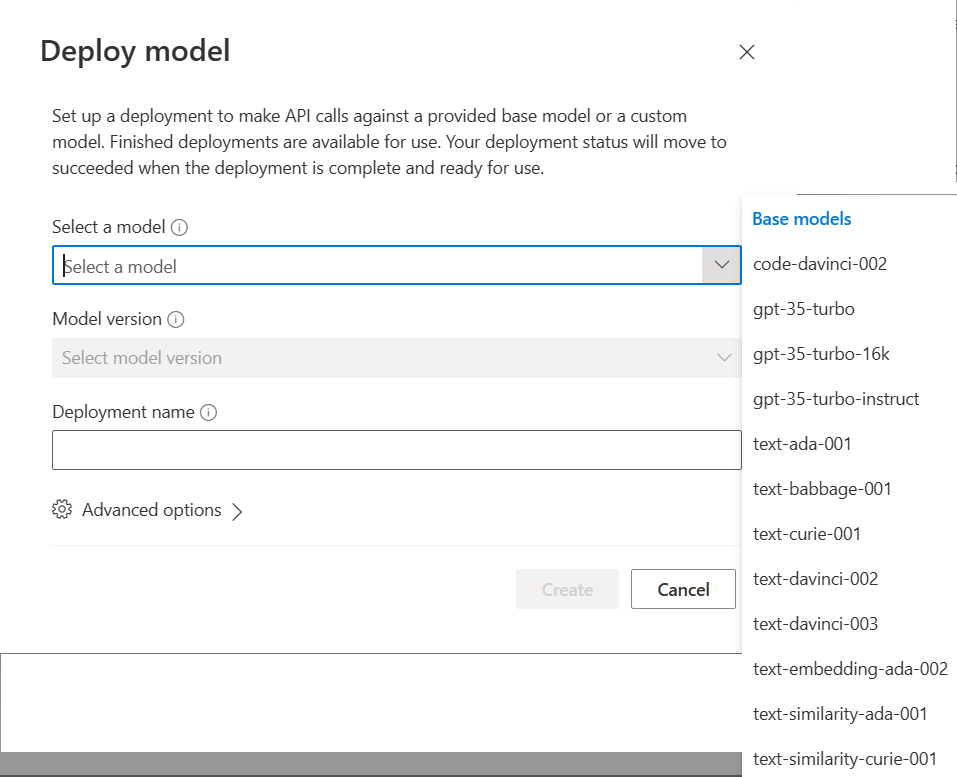 Deploy model
Set up a deployment to make API calls against a provided base model or a custom
model. Finished deployments are available for use. Your deployment status will move to
succeeded when the deployment is complete and ready for use.
Select a model
Select a model
Model version
Select model version
Deployment name
Advanced options
Create
Cancel
Base models
code-davinci-002
gpt-35-turbo
gpt-35-turbo-16k
gpt-35-turbo-instruct
text-ada-001
text-babbage-001
text-curie-001
text-davinci-002
text-davinci-003
text-embedding-ada-002
text-similarity-ada-001
text-similarity-curie-001